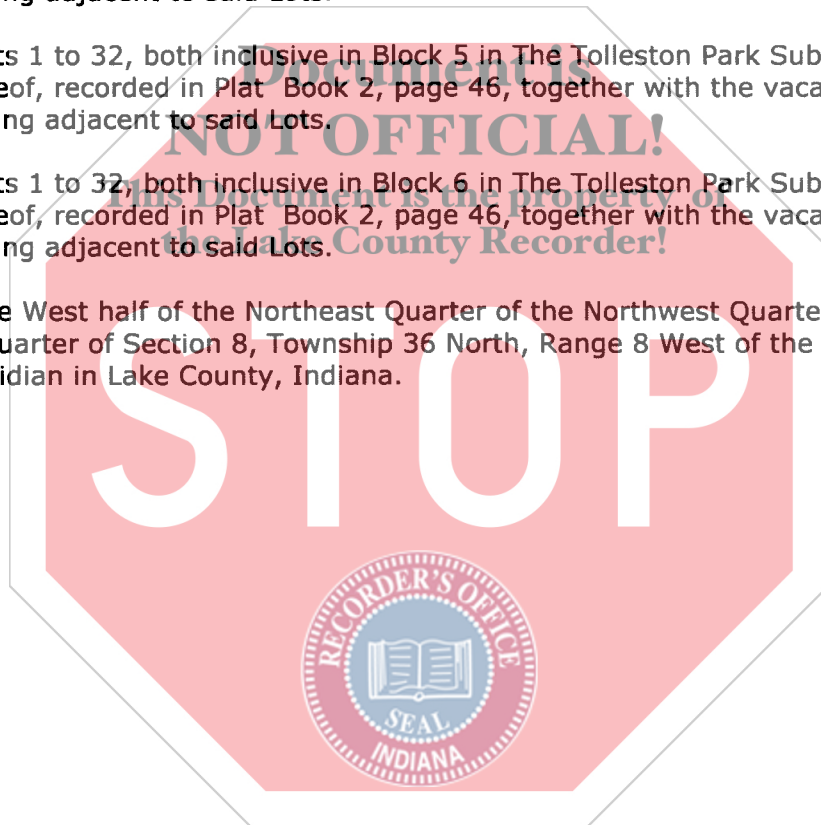 ng adjacent to said Lots.
ts 1 to 32, both inclusive in Block 5 in The Tolleston Park Sub
eof, recorded in Plat Book 2, page 46, together with the vaca
ng adjacent to said Lots.
ts 1 to 32, both inclusive in Block 6 in The Tolleston Park Sub
eof, recorded in Plat Book 2, page 46, together with the vaca
ng adjacent to said Lots.
e West half of the Northeast Quarter of the Northwest Quarte
uarter of Section 8, Township 36 North, Range 8 West of the
idian in Lake County, Indiana.
Document is
NOT OFFICIAL!
This Document is the property of
the Lake County Recorder!
STOP
RECORDER'S OFFICE
SEAL
INDIANA